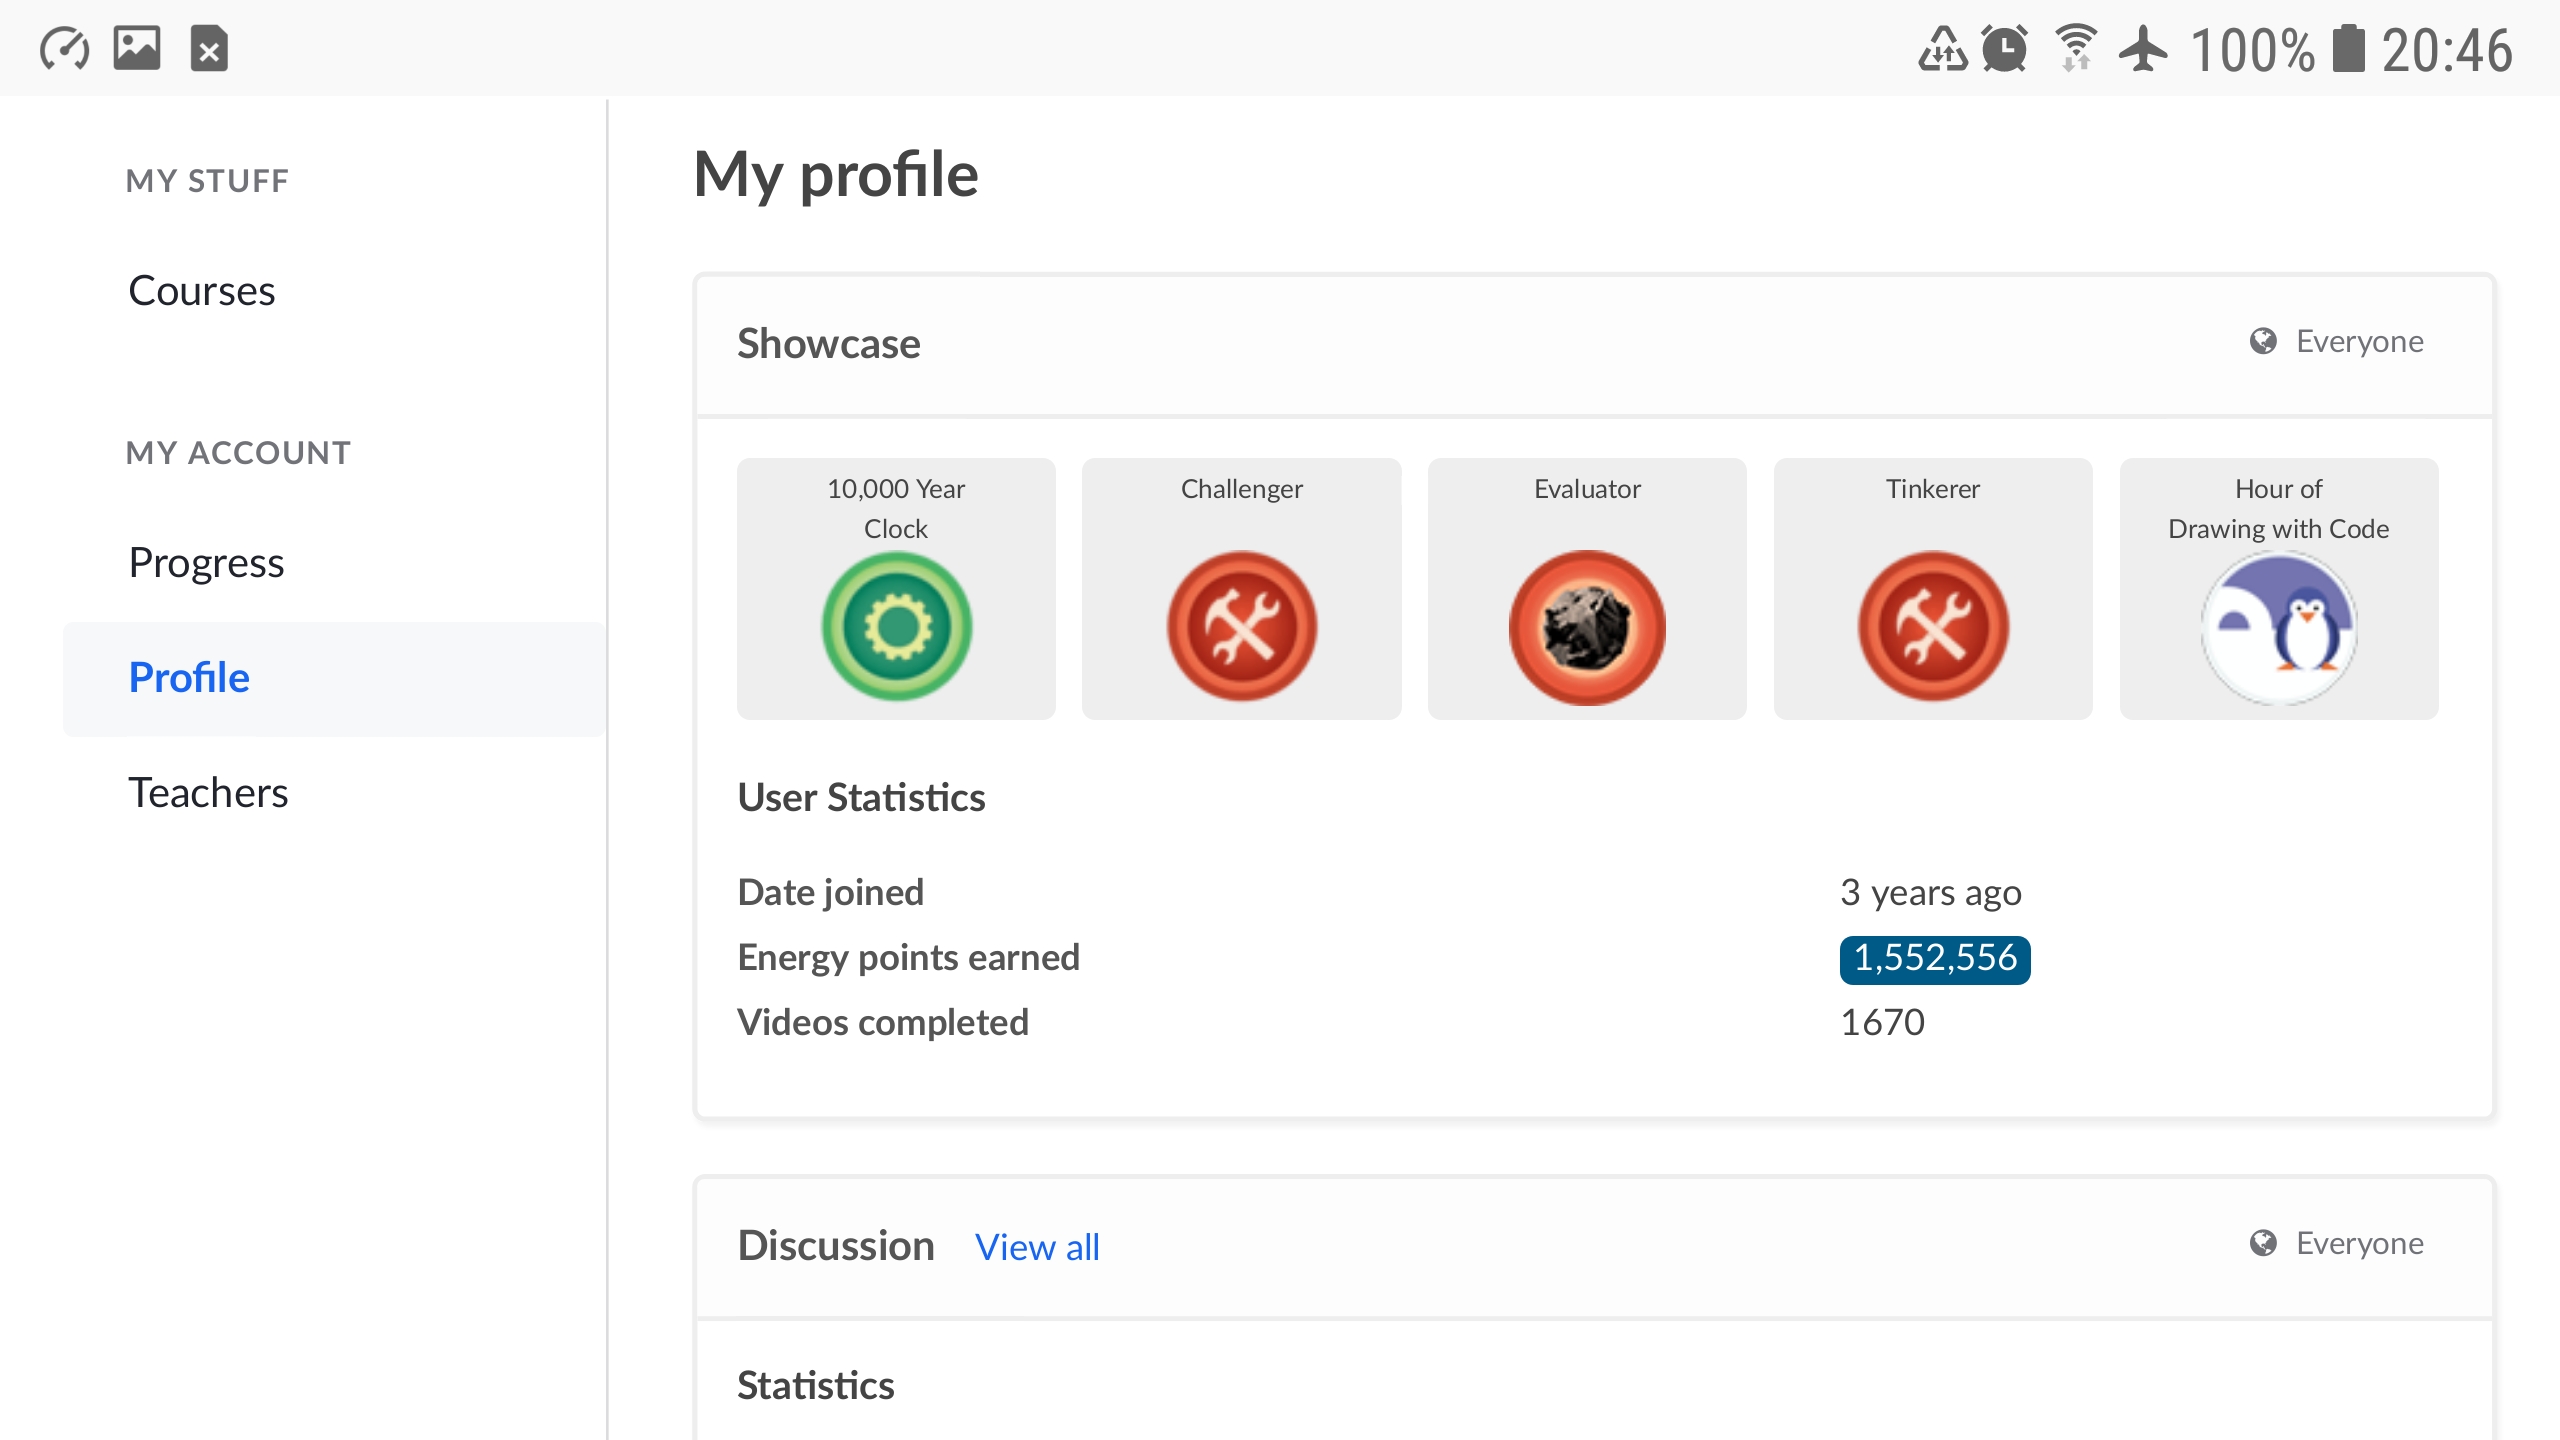 100% 20:46
MY STUFF
Courses
MY ACCOUNT
Progress
Profile
Teachers
My profile
Showcase
Everyone
10,000 Year
Clock
Challenger
Evaluator
Tinkerer
Hour of
Drawing with Code
User Statistics
Date joined 3 years ago
Energy points earned 1,552,556
Videos completed 1670
Discussion View all
Everyone
Statistics